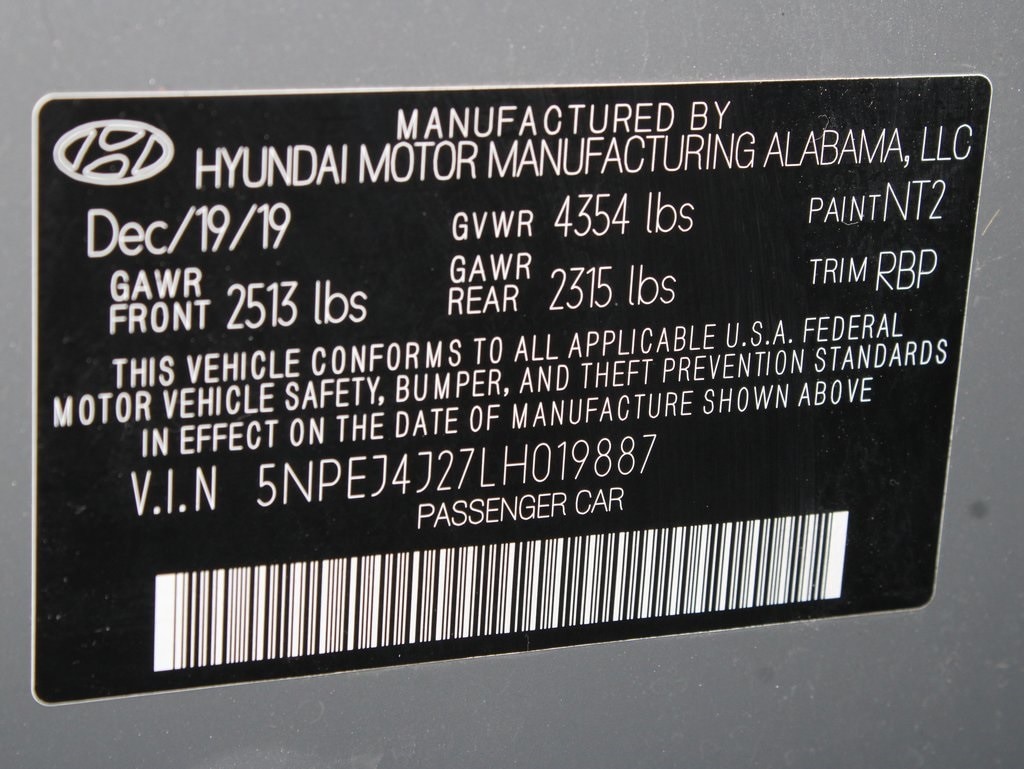 MANUFACTURED BY
HYUNDAI MOTOR MANUFACTURING ALABAMA, LLC
Dec/19/19 GVWR 4354 lbs PAINT NT2
GAWR FRONT 2513 lbs GAWR REAR 2315 lbs TRIM RBP
THIS VEHICLE CONFORMS TO ALL APPLICABLE U.S.A. FEDERAL
MOTOR VEHICLE SAFETY, BUMPER, AND THEFT PREVENTION STANDARDS
IN EFFECT ON THE DATE OF MANUFACTURE SHOWN ABOVE
V.I.N 5NPEJ4J27LH019887
PASSENGER CAR